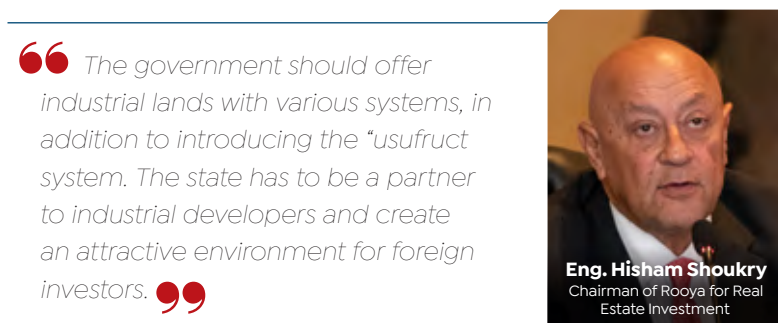 “ The government should offer
industrial lands with various systems, in
addition to introducing the “usufruct
system. The state has to be a partner
to industrial developers and create
an attractive environment for foreign
investors. ”
Eng. Hisham Shoukry
Chairman of Rooya for Real
Estate Investment